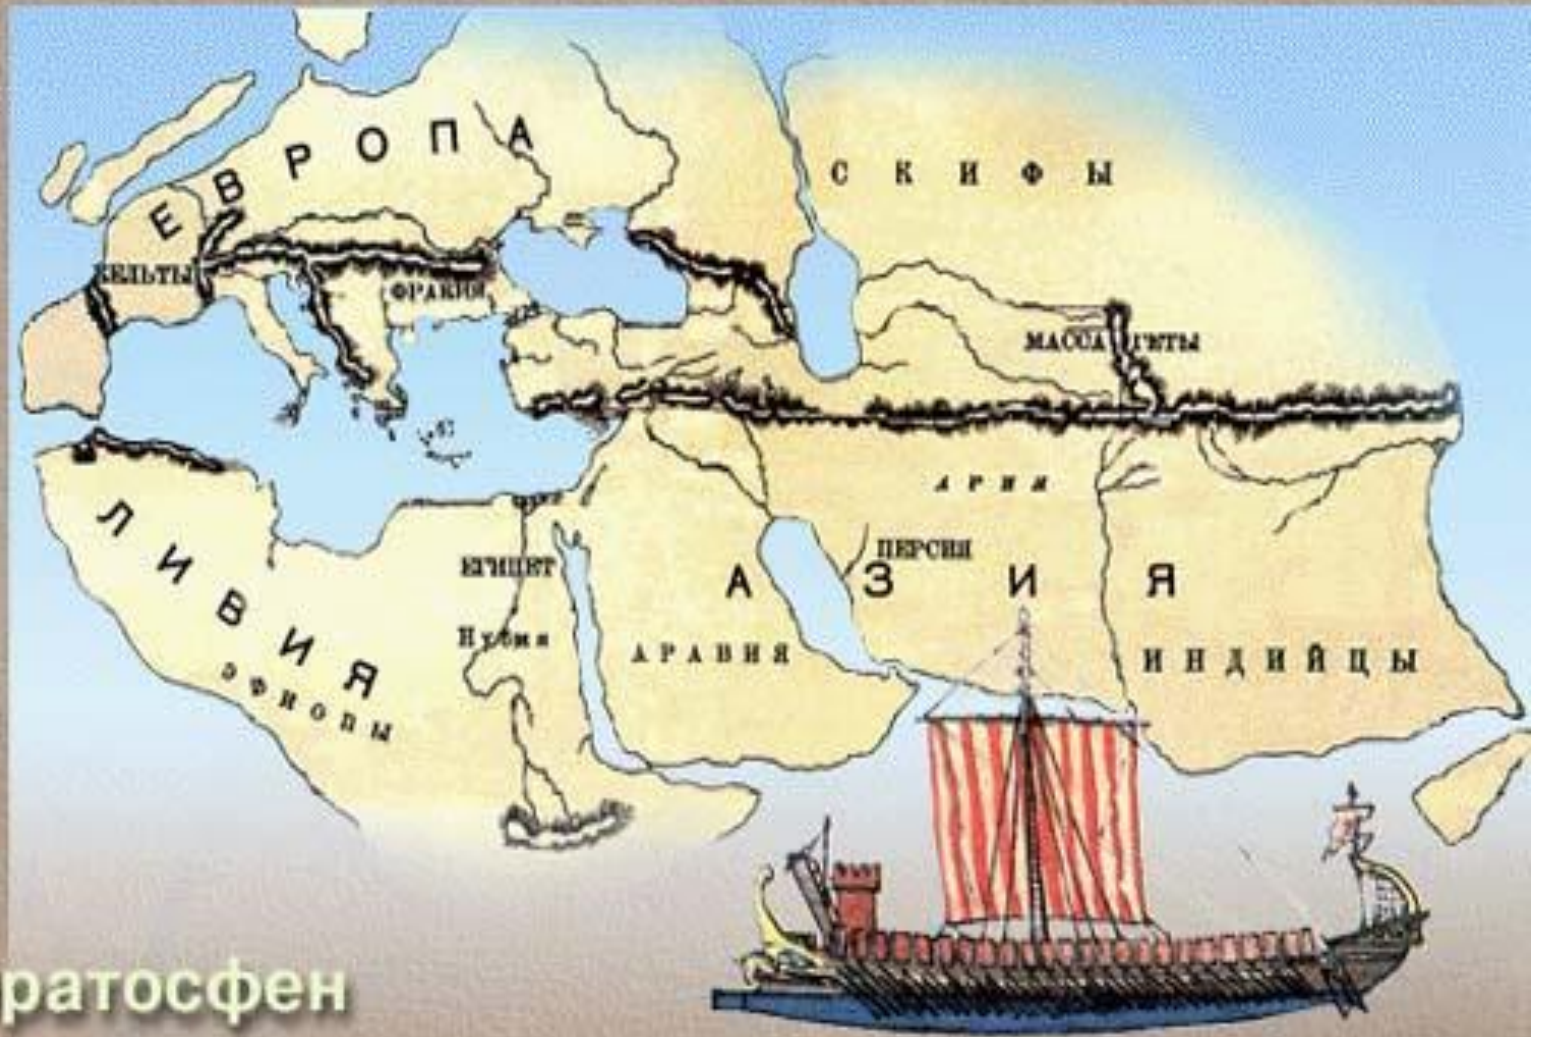 ЕВРОПА
СКИФЫ
КЕЛЬТЫ
ФРАКИЯ
МАССАГЕТЫ
АРИЯ
ЛИВИЯ
ЕГИПЕТ
ПЕРСИЯ
АЗИЯ
Нубия
АРАВИЯ
ИНДИЙЦЫ
эфиопы
ратосфен